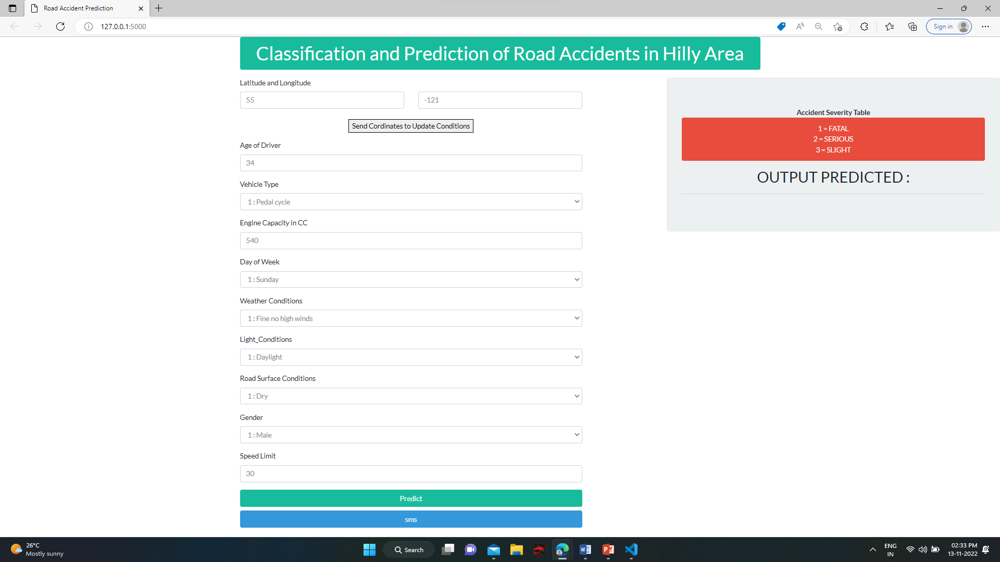 Road Accident Prediction
127.0.0.1:5000
Sign in
Classification and Prediction of Road Accidents in Hilly Area
Latitude and Longitude
55
-121
Send Cordinates to Update Conditions
Age of Driver
34
Vehicle Type
1 : Pedal cycle
Engine Capacity in CC
540
Day of Week
1 : Sunday
Weather Conditions
1 : Fine no high winds
Light_Conditions
1 : Daylight
Road Surface Conditions
1 : Dry
Gender
1 : Male
Speed Limit
30
Predict
sms
Accident Severity Table
1 = FATAL
2 = SERIOUS
3 = SLIGHT
OUTPUT PREDICTED :
26°C
Mostly sunny
Search
ENG
IN
02:33 PM
13-11-2022